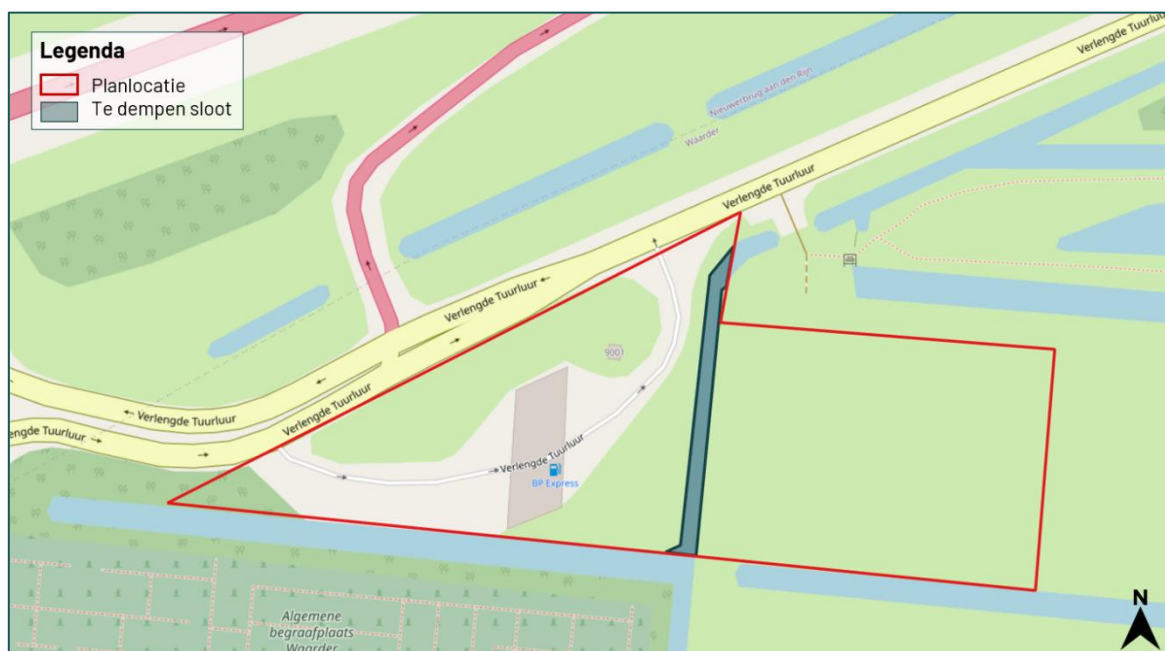 Legenda
Planlocatie
Te dempen sloot
Verlengde Tuurluur
Nieuwerbrug aan den Rijn
Waarder
Verlengde Tuurluur
Verlengde Tuurluur
9001
Verlengde Tuurluur
Verlengde Tuurluur
engde Tuurluur
Verlengde Tuurluur
BP Express
Algemene
begraafplaats
Waarder
N